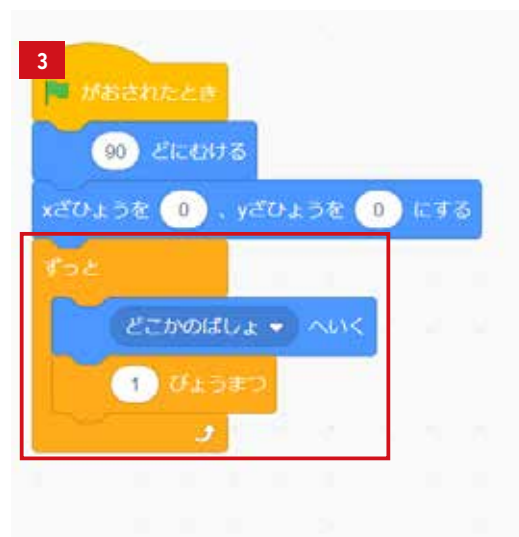 3
がおされたとき
90 どにむける
xざひょうを 0 、yざひょうを 0 にする
ずっと
どこかのばしょ へいく
1 びょうまつ